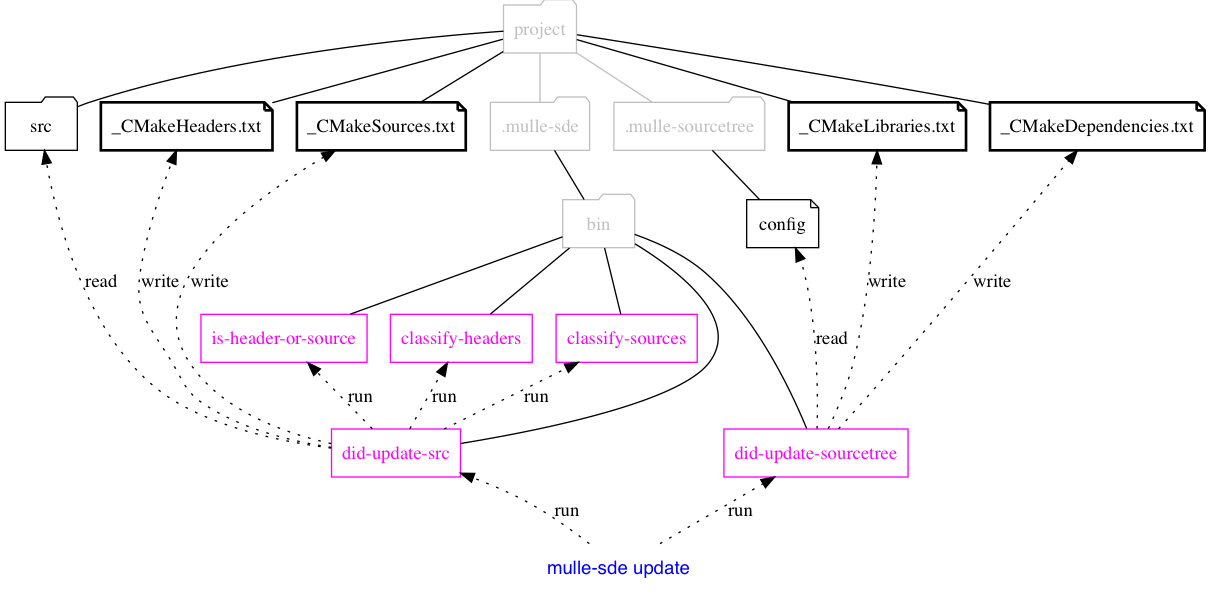 project
src
_CMakeHeaders.txt
_CMakeSources.txt
.mulle-sde
.mulle-sourcetree
_CMakeLibraries.txt
_CMakeDependencies.txt
bin
config
read
write
write
write
write
is-header-or-source
classify-headers
classify-sources
read
run
run
run
did-update-src
did-update-sourcetree
run
run
mulle-sde update